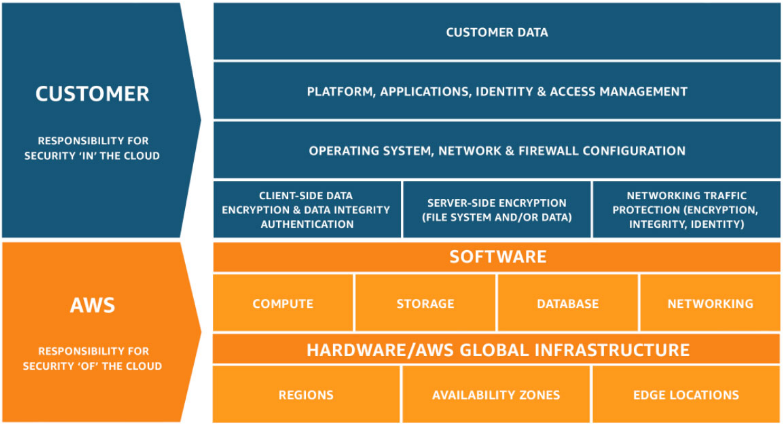 CUSTOMER
RESPONSIBILITY FOR
SECURITY ‘IN’ THE CLOUD
CUSTOMER DATA
PLATFORM, APPLICATIONS, IDENTITY & ACCESS MANAGEMENT
OPERATING SYSTEM, NETWORK & FIREWALL CONFIGURATION
CLIENT-SIDE DATA
ENCRYPTION & DATA INTEGRITY
AUTHENTICATION
SERVER-SIDE ENCRYPTION
(FILE SYSTEM AND/OR DATA)
NETWORKING TRAFFIC
PROTECTION (ENCRYPTION,
INTEGRITY, IDENTITY)
AWS
RESPONSIBILITY FOR
SECURITY ‘OF’ THE CLOUD
SOFTWARE
COMPUTE
STORAGE
DATABASE
NETWORKING
HARDWARE/AWS GLOBAL INFRASTRUCTURE
REGIONS
AVAILABILITY ZONES
EDGE LOCATIONS